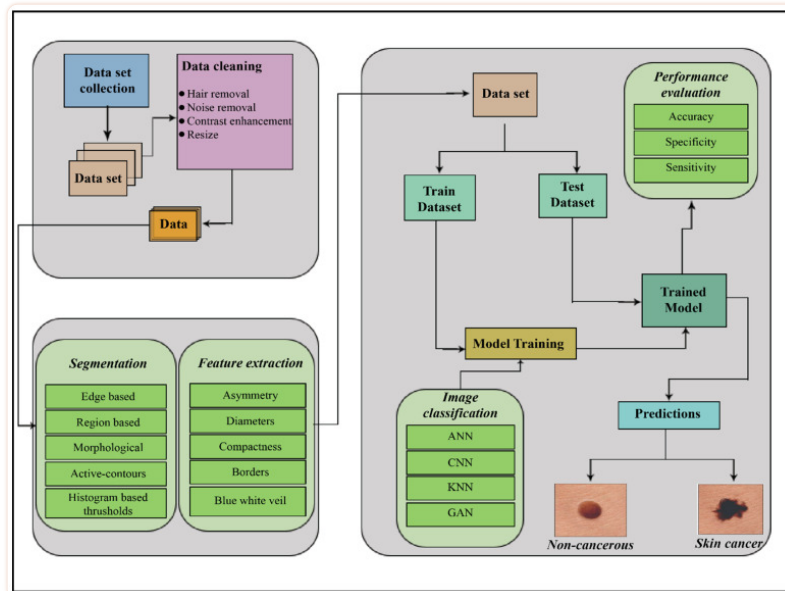 Data set
collection
Data set
Data cleaning
● Hair removal
● Noise removal
● Contrast enhancement
● Resize
Data
Segmentation
Edge based
Region based
Morphological
Active-contours
Histogram based
thrusholds
Feature extraction
Asymmetry
Diameters
Compactness
Borders
Blue white veil
Data set
Train
Dataset
Test
Dataset
Performance
evaluation
Accuracy
Specificity
Sensitivity
Trained
Model
Model Training
Image
classification
ANN
CNN
KNN
GAN
Predictions
Non-cancerous
Skin cancer